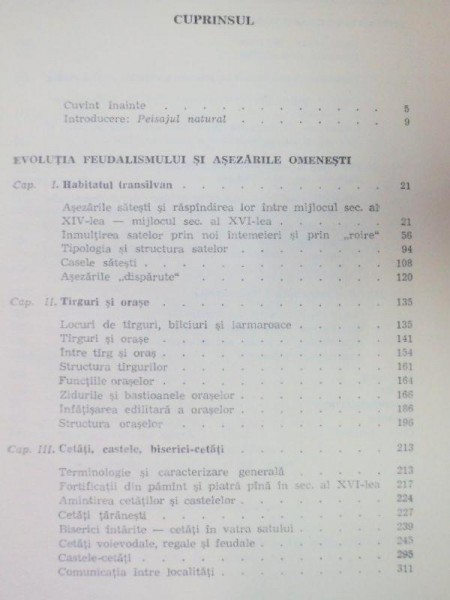 CUPRINSUL
Cuvînt înainte . . . . . . . . . . . 5
Introducere: Peisajul natural . . . . . . . 9
EVOLUȚIA FEUDALISMULUI ȘI AȘEZĂRILE OMENEȘTI
Cap. I. Habitatul transilvan . . . . . . . . . . 21
Așezările sătești și răspîndirea lor între mijlocul sec. al
XIV-lea — mijlocul sec. al XVI-lea . . . . . 21
Inmulțirea satelor prin noi întemeieri și prin „roire“ 56
Tipologia și structura satelor . . . . . . . 94
Casele sătești . . . . . . . . . . . 108
Așezările „dispărute“ . . . . . . . . . 120
Cap. II. Tîrguri și orașe . . . . . . . . . . . 135
Locuri de tîrguri, bîlciuri și iarmaroace . . . . 135
Tîrguri și orașe . . . . . . . . . . 141
Intre tîrg și oraș . . . . . . . . . . 154
Structura tîrgurilor . . . . . . . . . 161
Funcțiile orașelor . . . . . . . . . . 164
Zidurile și bastioanele orașelor . . . . . . 166
Infățișarea edilitară a orașelor . . . . . . 186
Structura orașelor . . . . . . . . . . 198
Cap. III. Cetăți, castele, biserici-cetăți . . . . . . 213
Terminologie și caracterizare generală . . . . 213
Fortificații din pămînt și piatră pînă în sec. al XVI-lea 217
Amintirea cetăților și castelelor . . . . . . 224
Cetăți țărănești . . . . . . . . . . 227
Biserici întărite — cetăți în vatra satului . . . 239
Cetăți voievodale, regale și feudale . . . . . 245
Castele-cetăți . . . . . . . . . . . 295
Comunicația între localități . . . . . . . 311